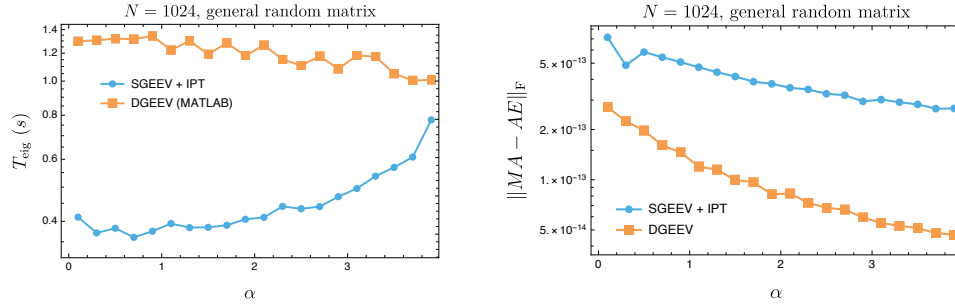 N = 1024, general random matrix
1.4
1.2
1.0
0.8
0.6
0.4
T_eig (s)
SGEEV + IPT
DGEEV (MATLAB)
0 1 2 3
α
N = 1024, general random matrix
5. × 10⁻¹³
2. × 10⁻¹³
1. × 10⁻¹³
5. × 10⁻¹⁴
||MA − AE||_F
SGEEV + IPT
DGEEV
0 1 2 3
α